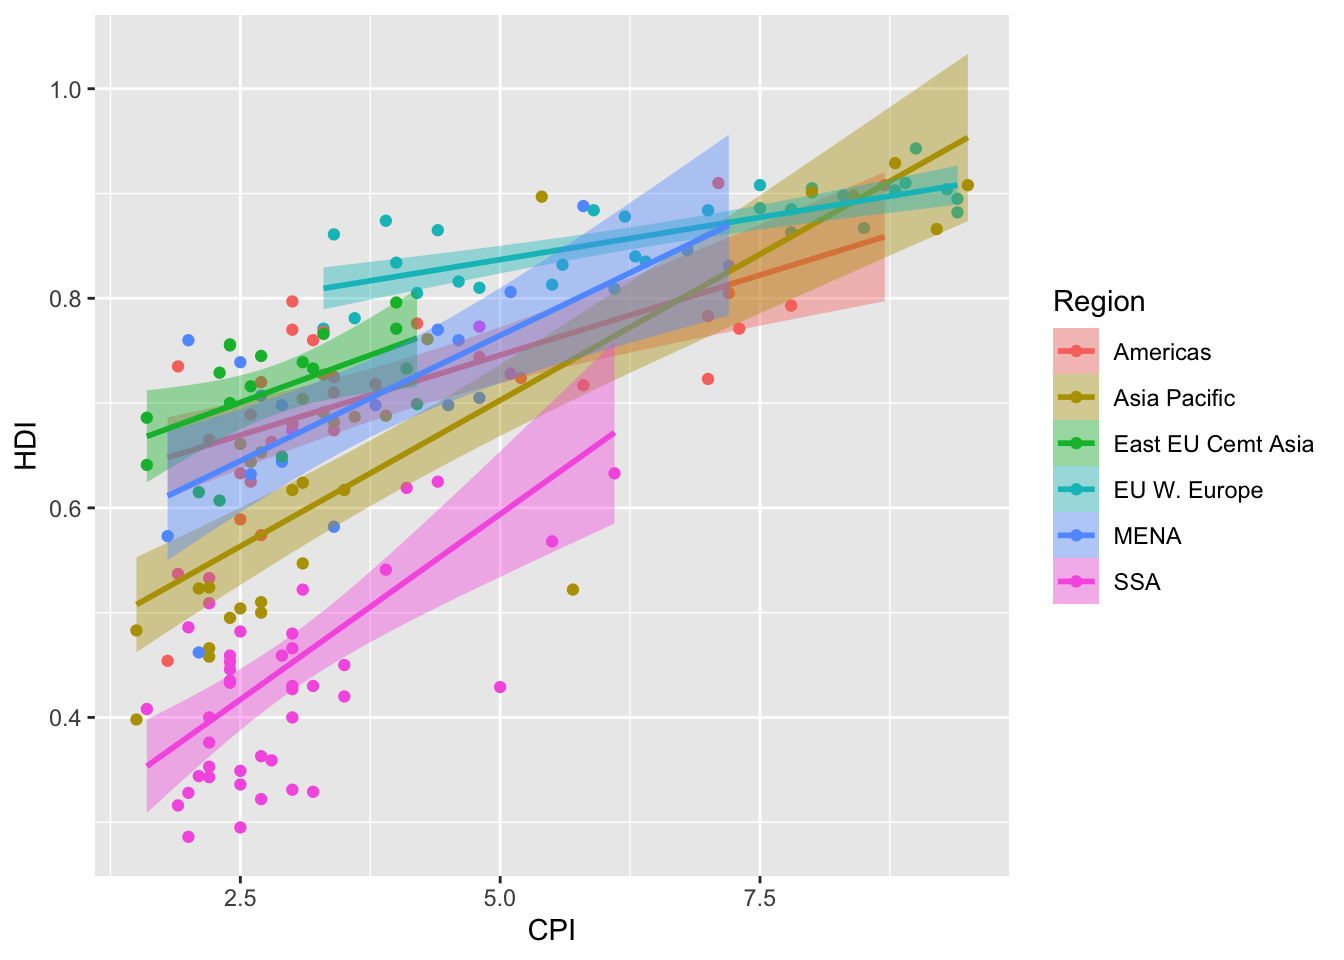 1.0
0.8
0.6
0.4
HDI
2.5 5.0 7.5
CPI
Region
Americas
Asia Pacific
East EU Cemt Asia
EU W. Europe
MENA
SSA